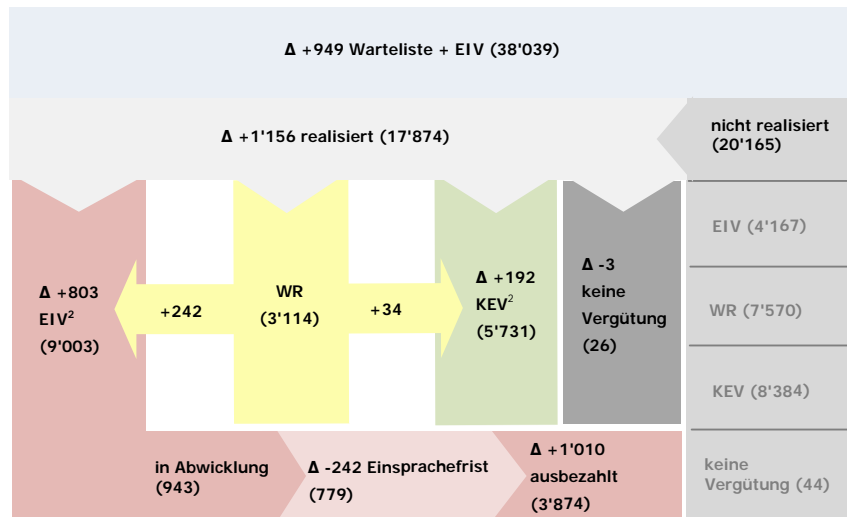 Δ +949 Warteliste + EIV (38'039)
Δ +1'156 realisiert (17'874)
nicht realisiert
(20'165)
EIV (4'167)
WR (7'570)
KEV (8'384)
keine
Vergütung (44)
Δ +803
EIV²
(9'003)
+242
WR
(3'114)
+34
Δ +192
KEV²
(5'731)
Δ -3
keine
Vergütung
(26)
in Abwicklung
(943)
Δ -242 Einsprachefrist
(779)
Δ +1'010
ausbezahlt
(3'874)